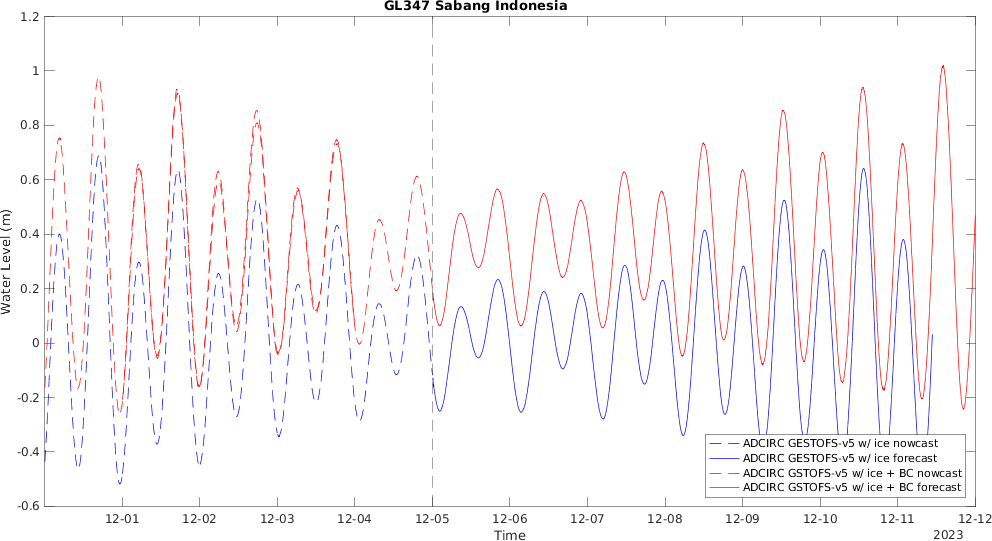 GL347 Sabang Indonesia
1.2
1
0.8
0.6
0.4
0.2
0
-0.2
-0.4
-0.6
Water Level (m)
ADCIRC GESTOFS-v5 w/ ice nowcast
ADCIRC GESTOFS-v5 w/ ice forecast
ADCIRC GSTOFS-v5 w/ ice + BC nowcast
ADCIRC GSTOFS-v5 w/ ice + BC forecast
12-01 12-02 12-03 12-04 12-05 12-06 12-07 12-08 12-09 12-10 12-11 12-12
Time
2023